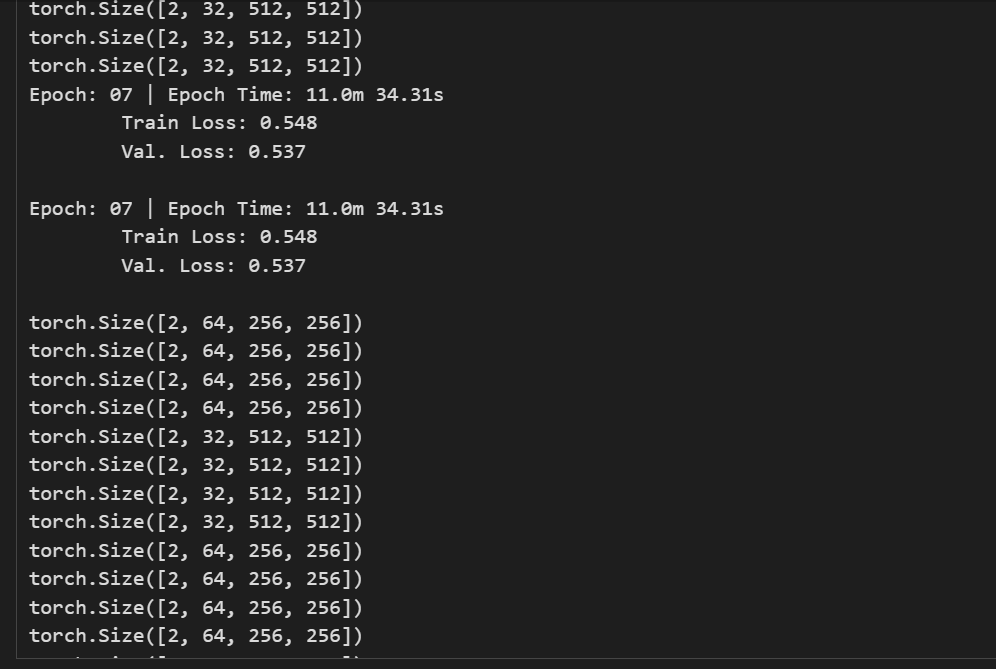 torch.Size([2, 32, 512, 512])
torch.Size([2, 32, 512, 512])
torch.Size([2, 32, 512, 512])
Epoch: 07 | Epoch Time: 11.0m 34.31s
Train Loss: 0.548
Val. Loss: 0.537
Epoch: 07 | Epoch Time: 11.0m 34.31s
Train Loss: 0.548
Val. Loss: 0.537
torch.Size([2, 64, 256, 256])
torch.Size([2, 64, 256, 256])
torch.Size([2, 64, 256, 256])
torch.Size([2, 64, 256, 256])
torch.Size([2, 32, 512, 512])
torch.Size([2, 32, 512, 512])
torch.Size([2, 32, 512, 512])
torch.Size([2, 32, 512, 512])
torch.Size([2, 64, 256, 256])
torch.Size([2, 64, 256, 256])
torch.Size([2, 64, 256, 256])
torch.Size([2, 64, 256, 256])